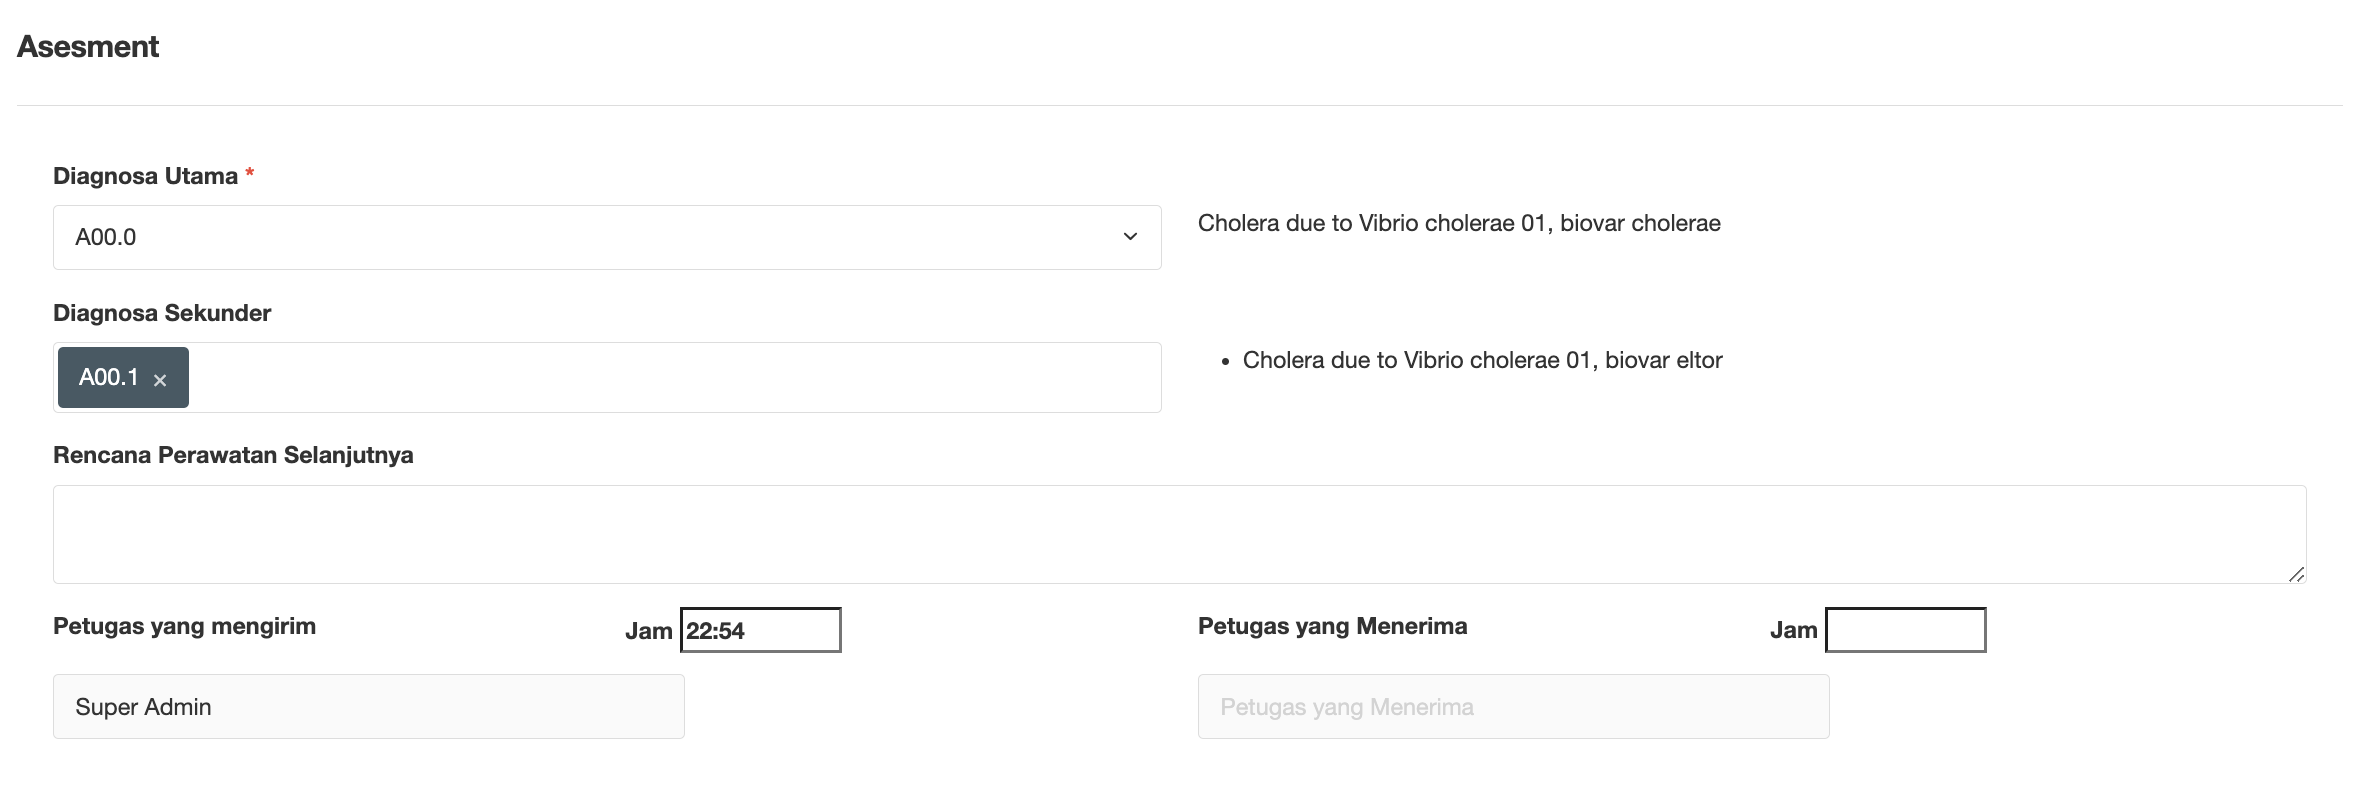 Asesment
Diagnosa Utama *
A00.0
Cholera due to Vibrio cholerae 01, biovar cholerae
Diagnosa Sekunder
A00.1 ×
• Cholera due to Vibrio cholerae 01, biovar eltor
Rencana Perawatan Selanjutnya
Petugas yang mengirim
Jam 22:54
Petugas yang Menerima
Jam
Super Admin
Petugas yang Menerima